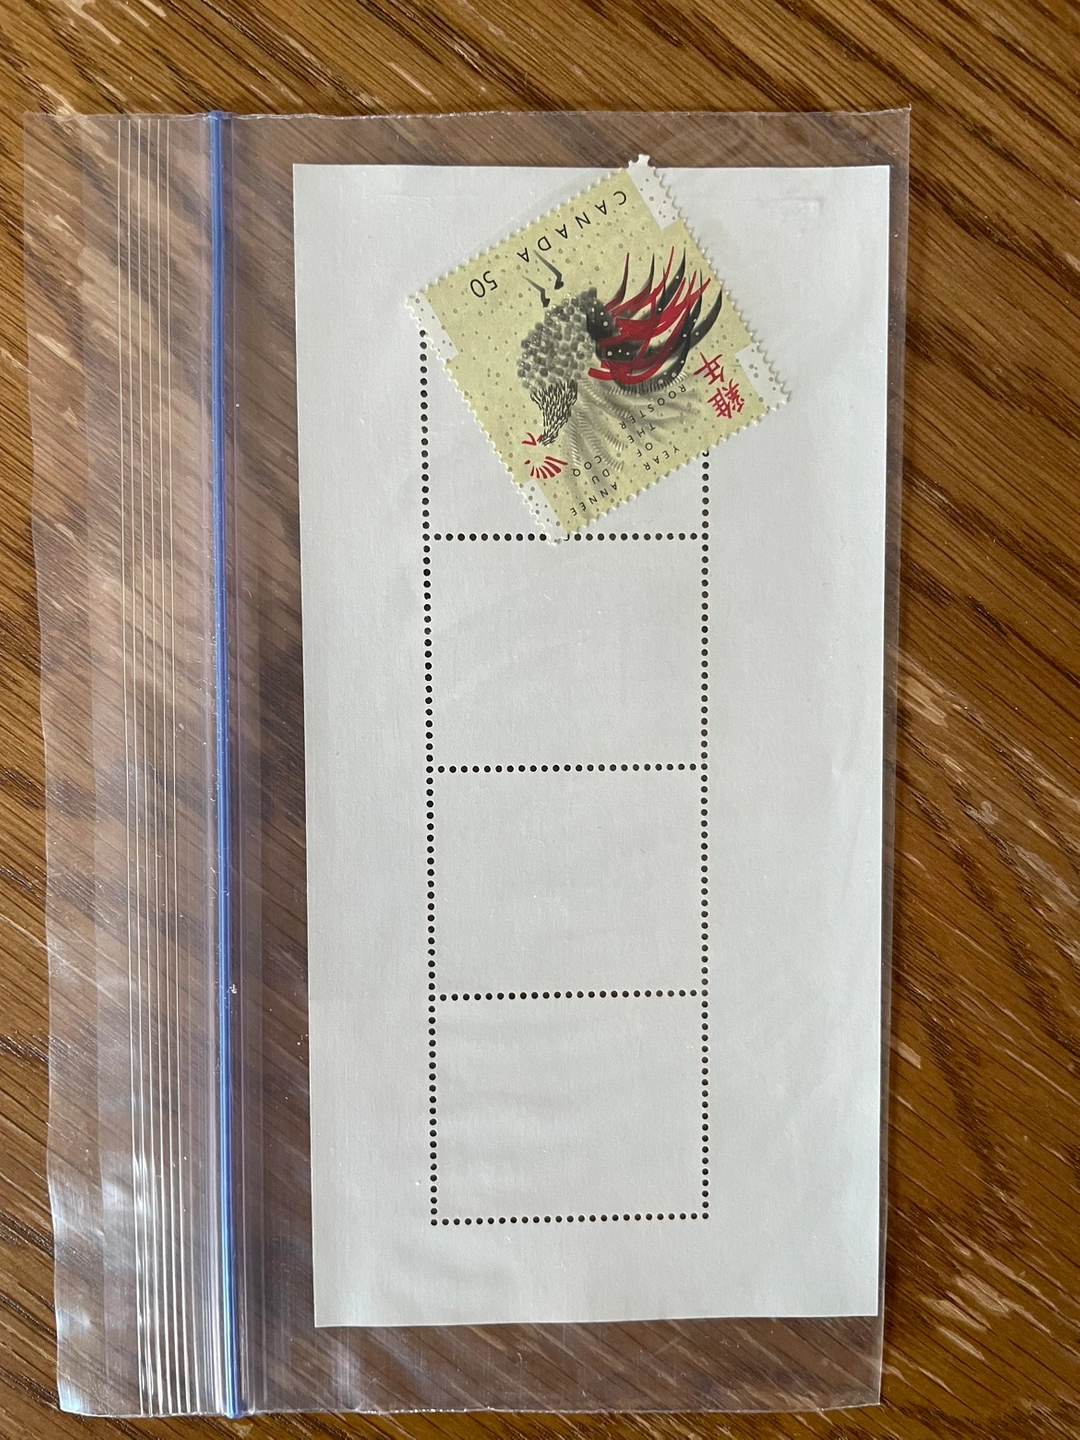 CANADA 50
雞年
YEAR
OF
THE
ROOSTER
ANNÉE
DU
COQ